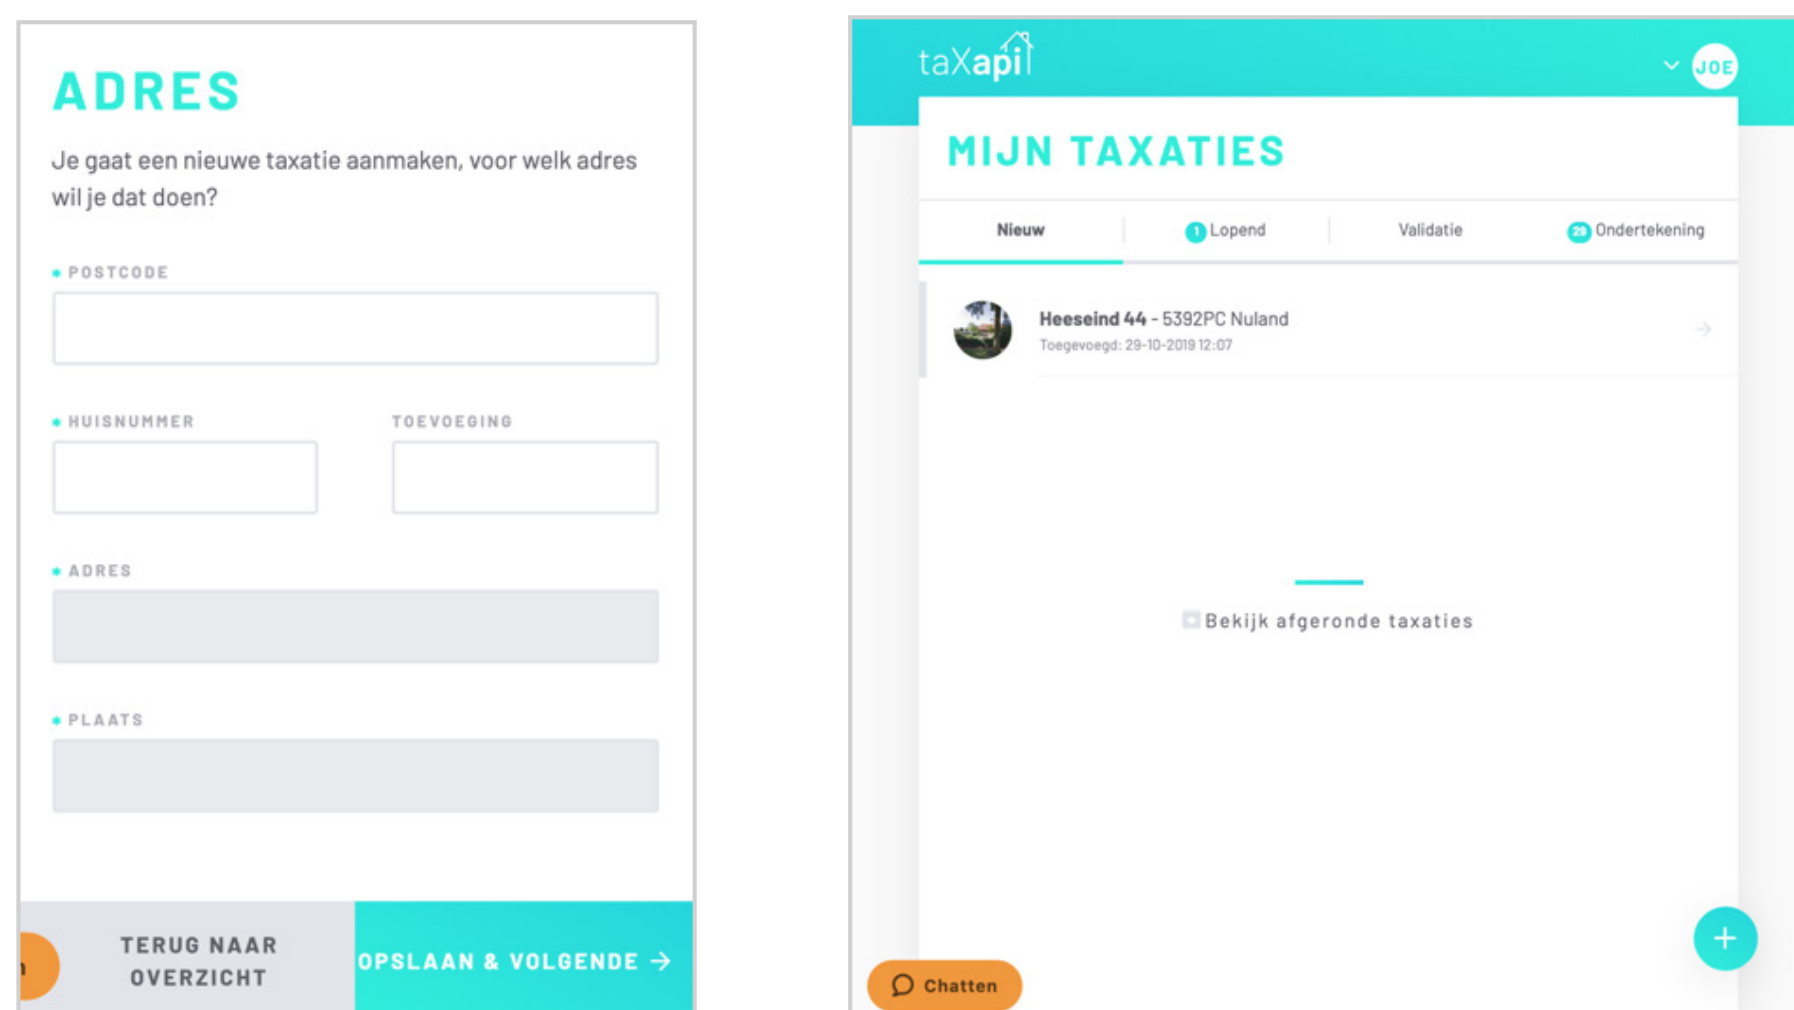 ADRES
Je gaat een nieuwe taxatie aanmaken, voor welk adres
wil je dat doen?
* POSTCODE
* HUISNUMMER
TOEVOEGING
* ADRES
* PLAATS
TERUG NAAR
OVERZICHT
OPSLAAN & VOLGENDE →
taXapi
JOE
MIJN TAXATIES
Nieuw
1 Lopend
Validatie
29 Ondertekening
Heeseind 44 - 5392PC Nuland
Toegevoegd: 29-10-2019 12:07
Bekijk afgeronde taxaties
Chatten